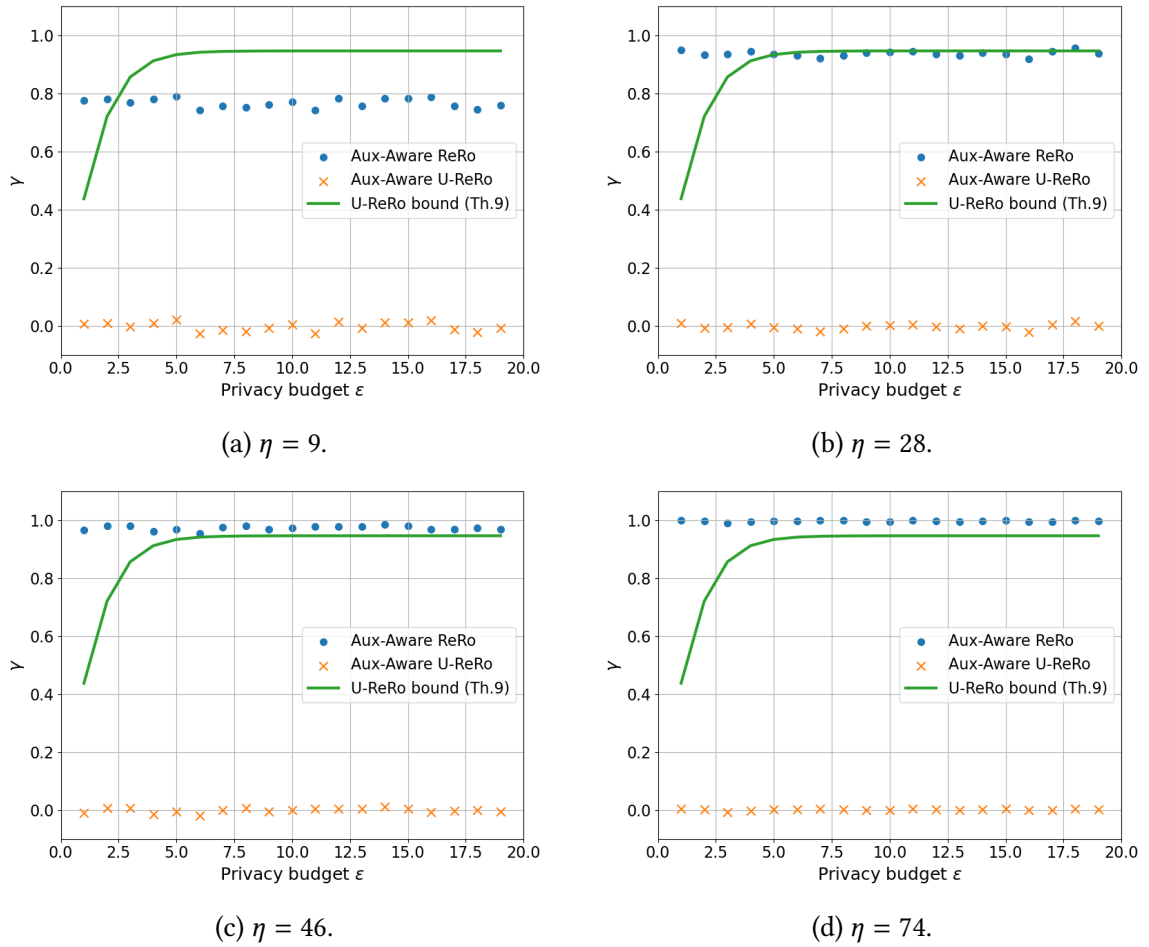 1.0
0.8
0.6
0.4
0.2
0.0
γ
Aux-Aware ReRo
Aux-Aware U-ReRo
U-ReRo bound (Th.9)
0.0 2.5 5.0 7.5 10.0 12.5 15.0 17.5 20.0
Privacy budget ε
(a) η = 9.
1.0
0.8
0.6
0.4
0.2
0.0
γ
Aux-Aware ReRo
Aux-Aware U-ReRo
U-ReRo bound (Th.9)
0.0 2.5 5.0 7.5 10.0 12.5 15.0 17.5 20.0
Privacy budget ε
(b) η = 28.
1.0
0.8
0.6
0.4
0.2
0.0
γ
Aux-Aware ReRo
Aux-Aware U-ReRo
U-ReRo bound (Th.9)
0.0 2.5 5.0 7.5 10.0 12.5 15.0 17.5 20.0
Privacy budget ε
(c) η = 46.
1.0
0.8
0.6
0.4
0.2
0.0
γ
Aux-Aware ReRo
Aux-Aware U-ReRo
U-ReRo bound (Th.9)
0.0 2.5 5.0 7.5 10.0 12.5 15.0 17.5 20.0
Privacy budget ε
(d) η = 74.